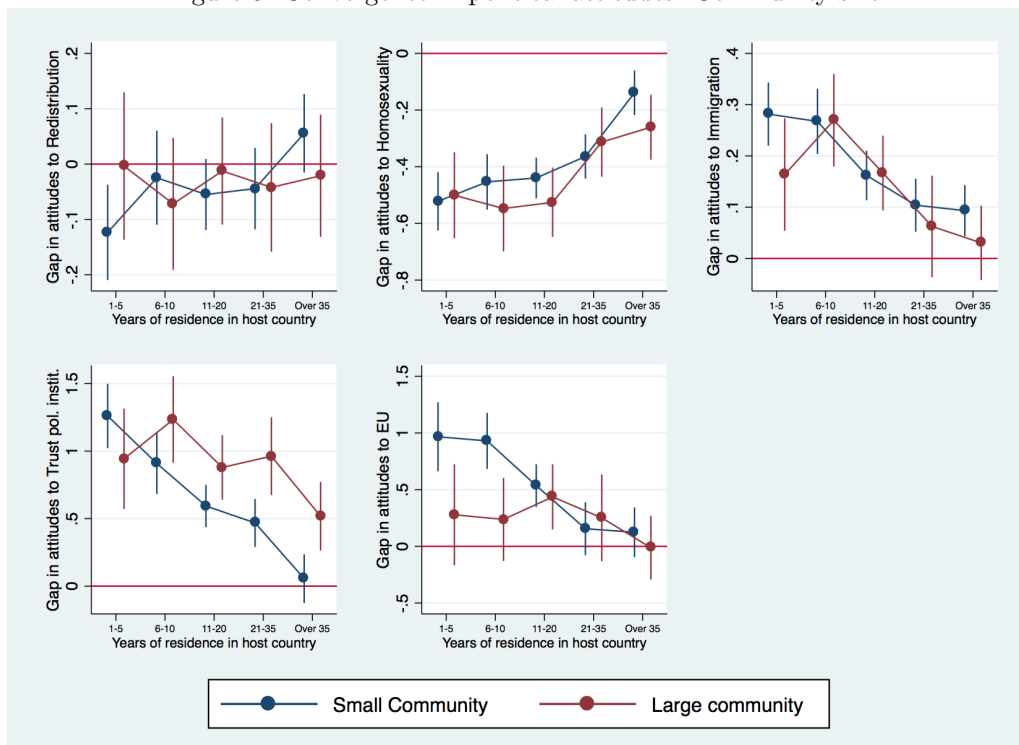 Gap in attitudes to Redistribution
.2
.1
0
-.1
-.2
1-5 6-10 11-20 21-35 Over 35
Years of residence in host country
Gap in attitudes to Homosexuality
0
-.2
-.4
-.6
-.8
1-5 6-10 11-20 21-35 Over 35
Years of residence in host country
Gap in attitudes to Immigration
.4
.3
.2
.1
0
1-5 6-10 11-20 21-35 Over 35
Years of residence in host country
Gap in attitudes to Trust pol. instit.
1.5
1
.5
0
1-5 6-10 11-20 21-35 Over 35
Years of residence in host country
Gap in attitudes to EU
1.5
1
.5
0
-.5
1-5 6-10 11-20 21-35 Over 35
Years of residence in host country
Small Community Large community